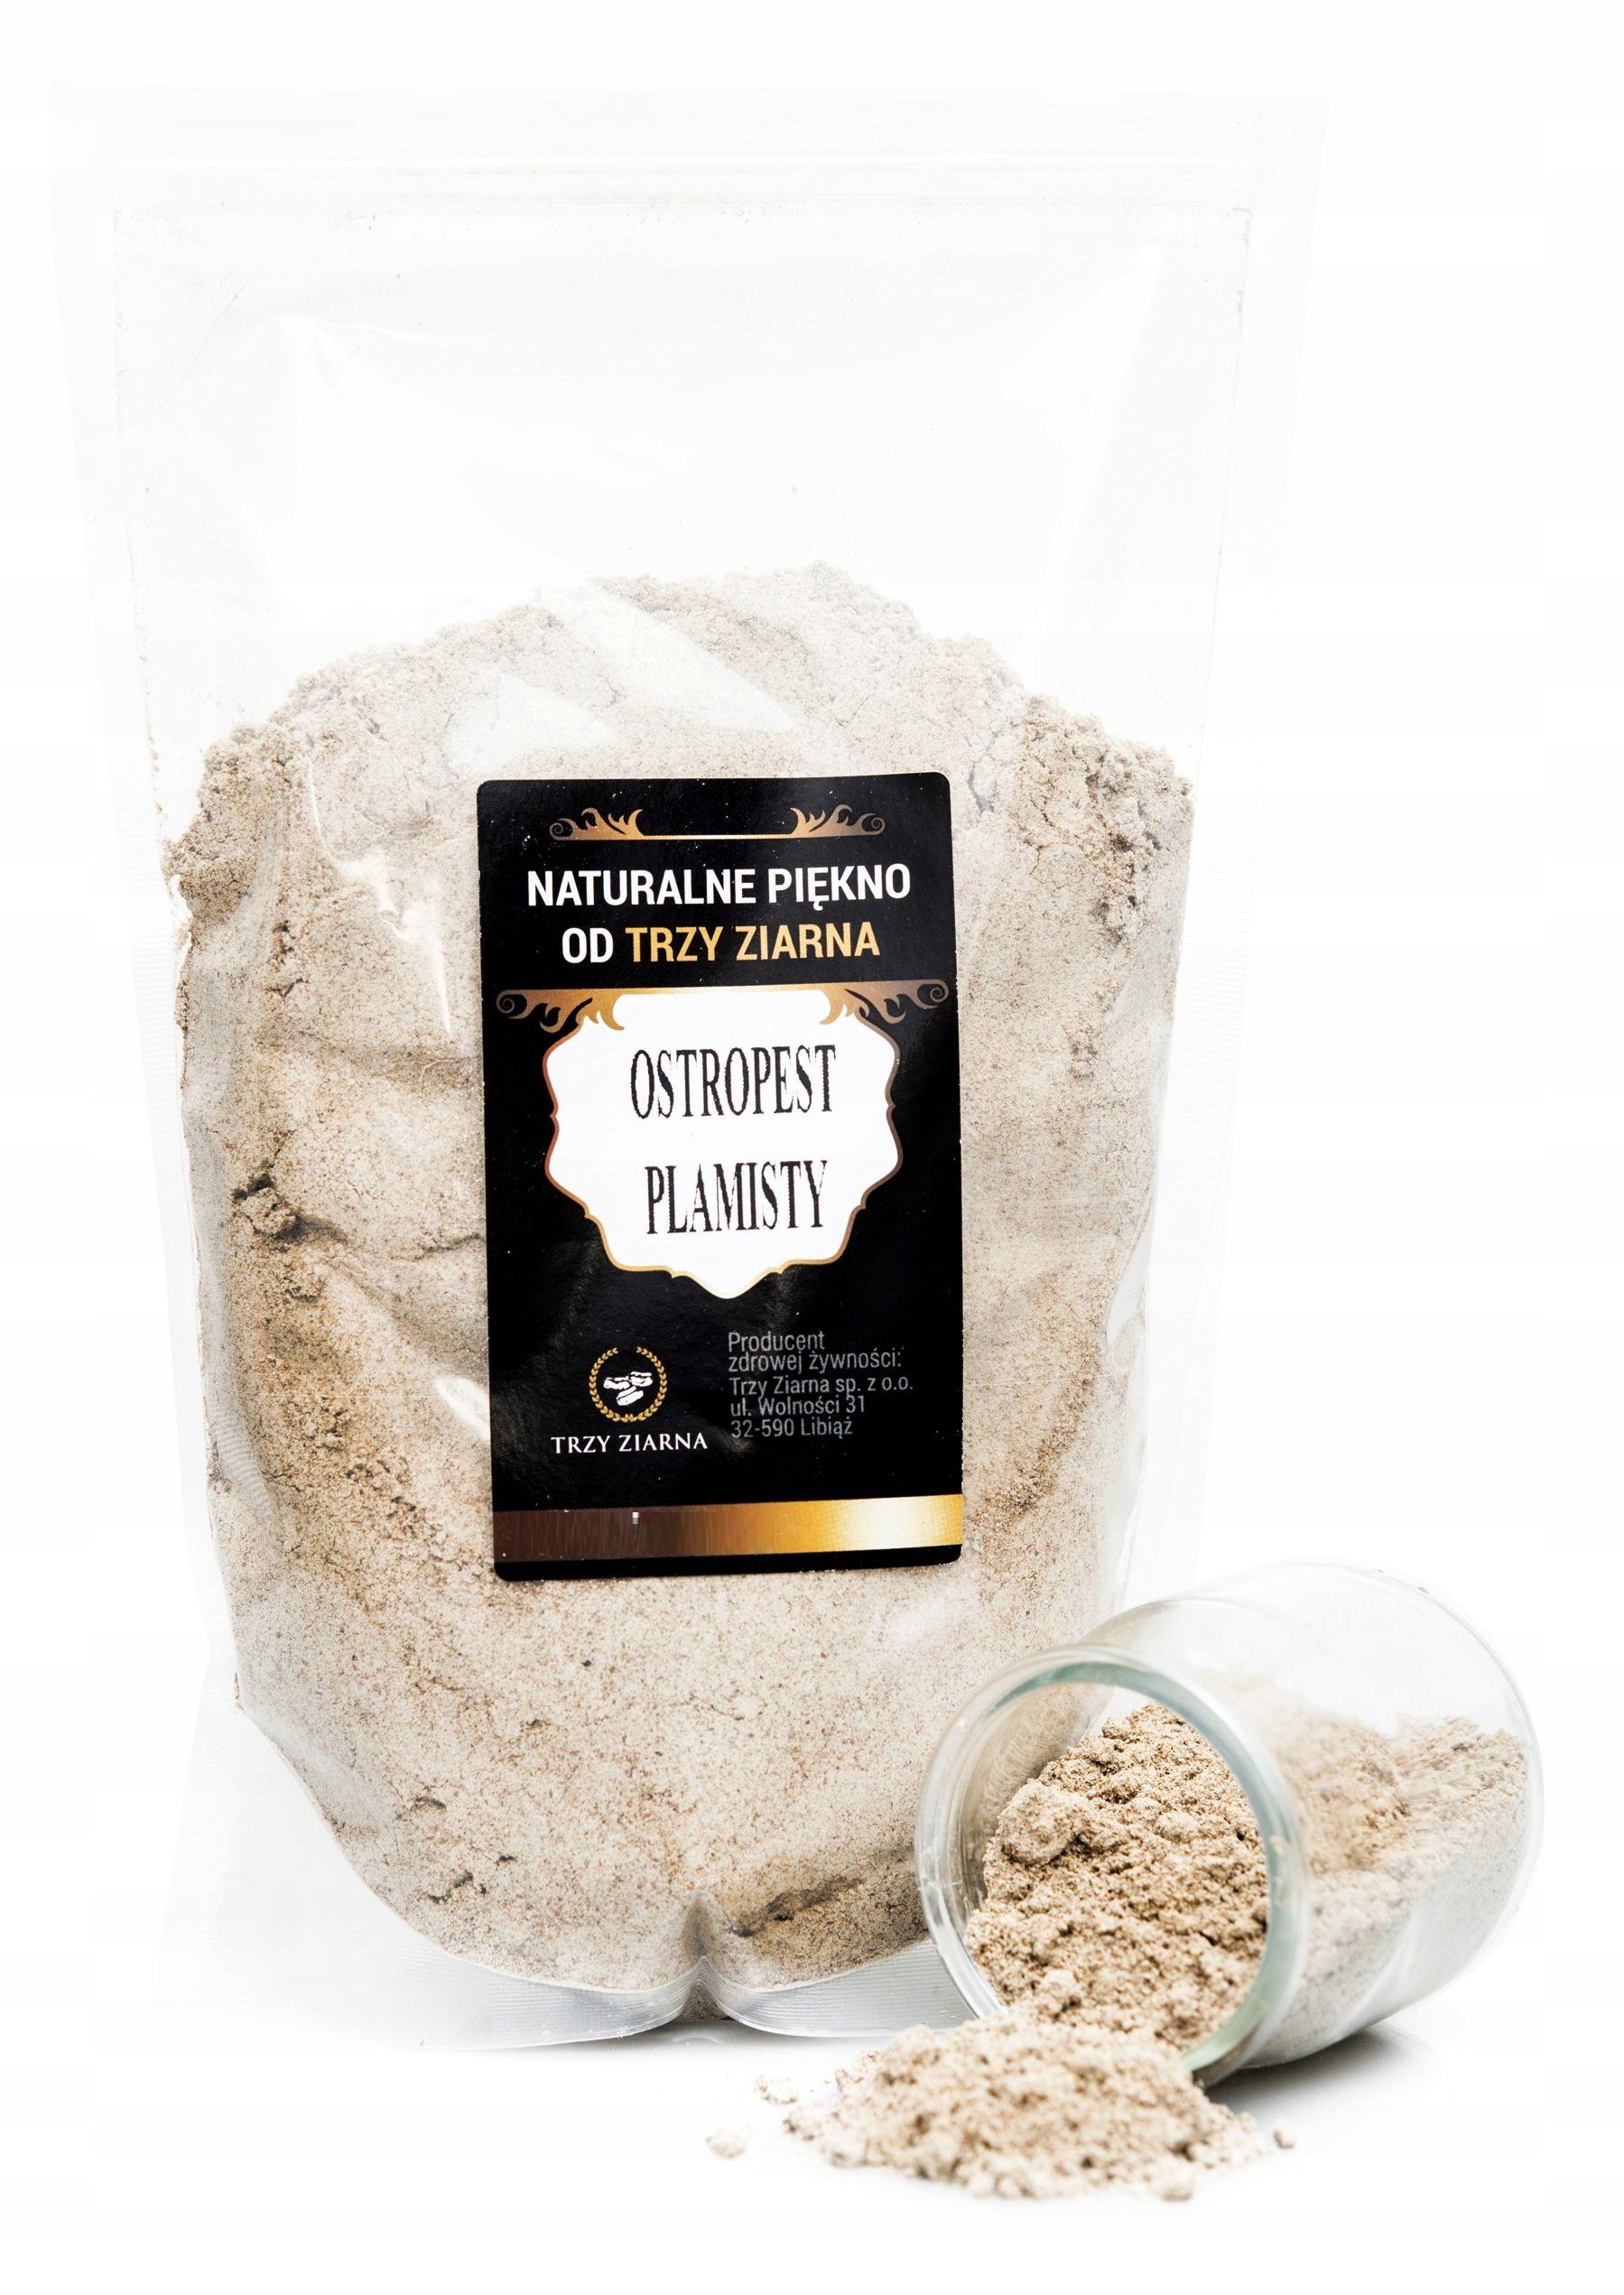 NATURALNE PIĘKNO
OD TRZY ZIARNA
OSTROPEST
PLAMISTY
Producent
zdrowej żywności:
Trzy Ziarna sp. z o.o.
ul. Wolności 31
32-590 Libiąż
TRZY ZIARNA